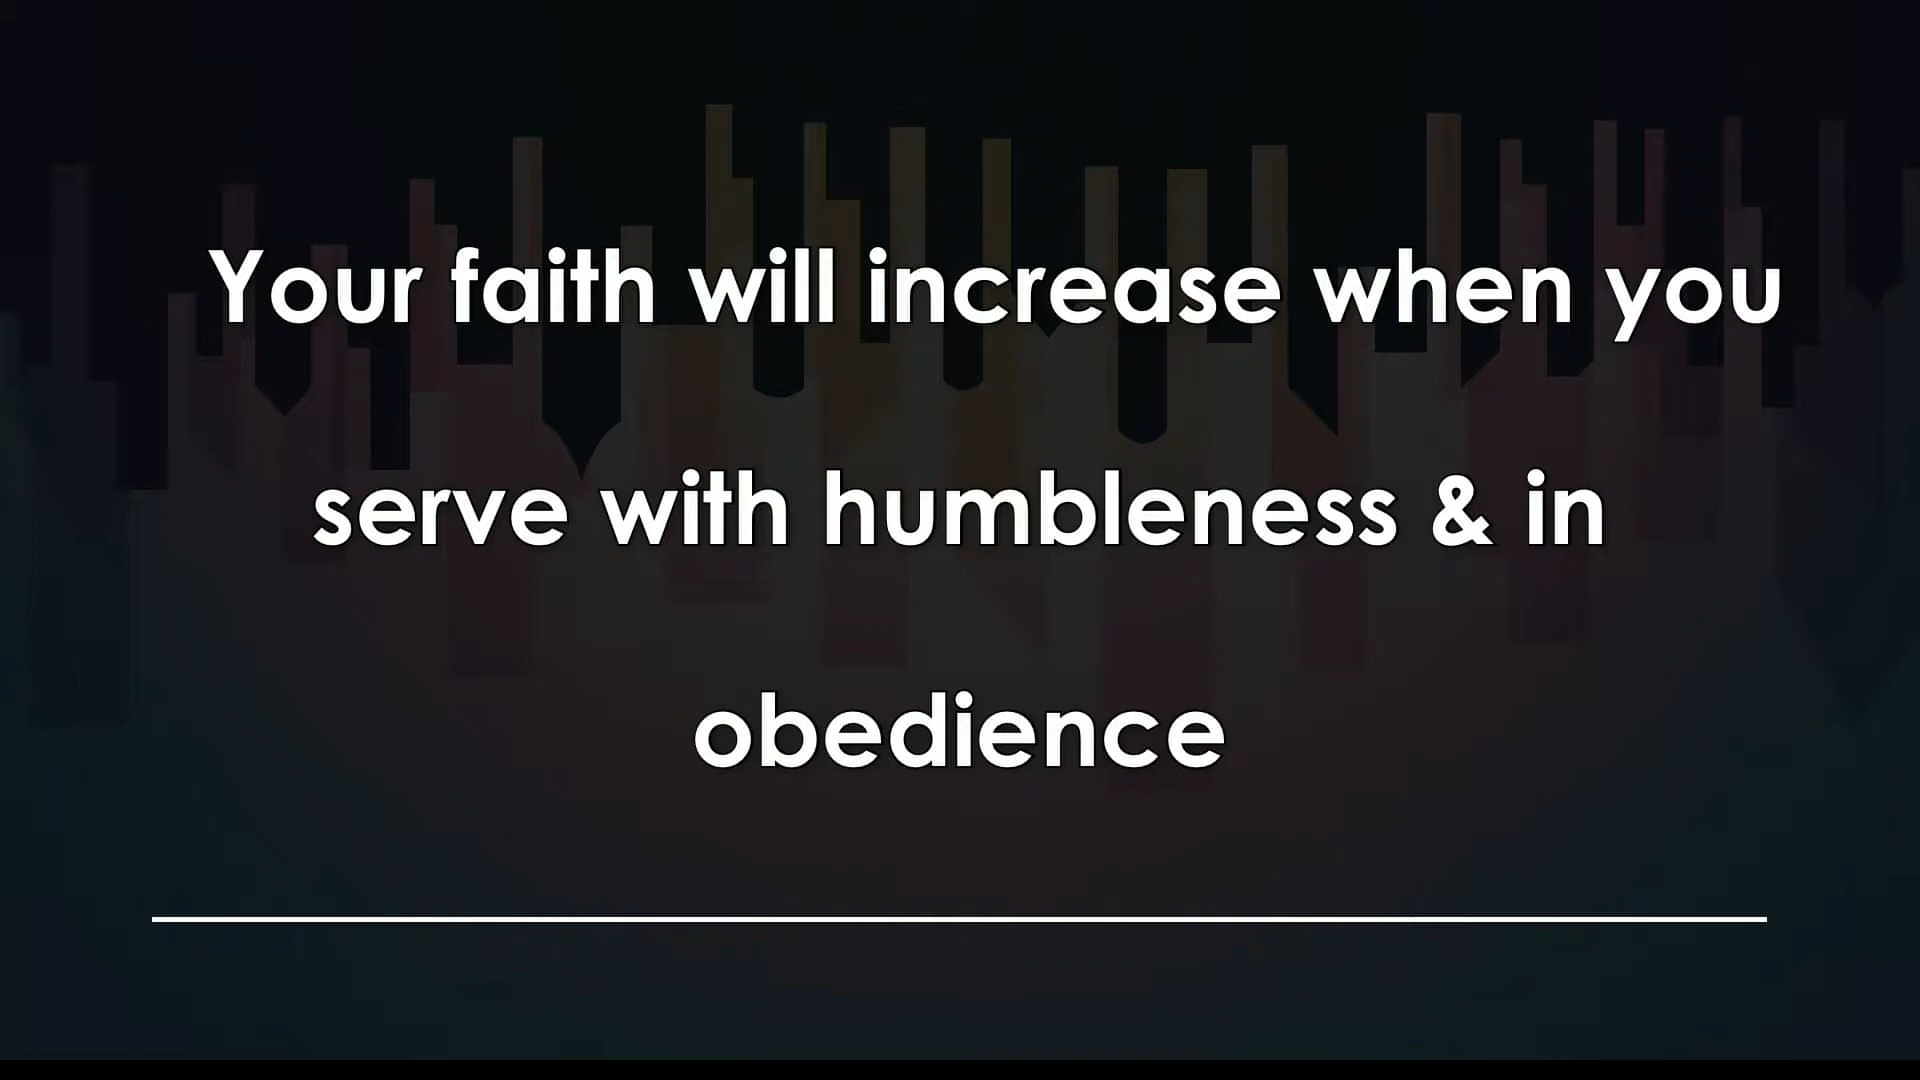 Your faith will increase when you
serve with humbleness & in
obedience